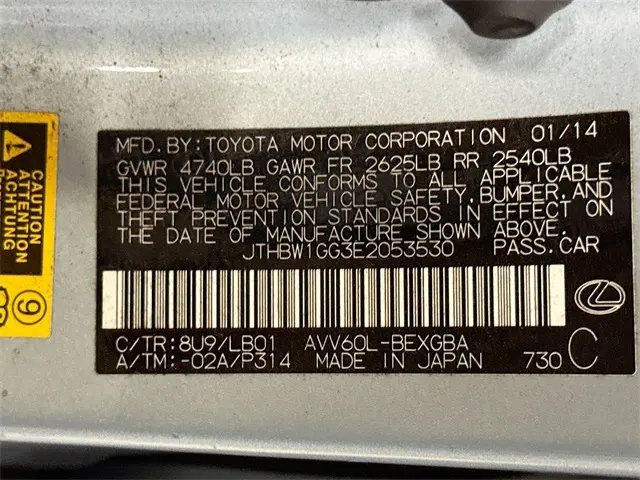 MFD.BY:TOYOTA MOTOR CORPORATION 01/14
GVWR 4740LB GAWR FR 2625LB RR 2540LB
THIS VEHICLE CONFORMS TO ALL APPLICABLE
FEDERAL MOTOR VEHICLE SAFETY,BUMPER,AND
THEFT PREVENTION STANDARDS IN EFFECT ON
THE DATE OF MANUFACTURE SHOWN ABOVE.
JTHBW1GG3E2053530 PASS.CAR
C/TR:8U9/LB01 AVV60L-BEXGBA
A/TM:-02A/P314 MADE IN JAPAN 730 C
CAUTION
ATTENTION
ACHTUNG
9